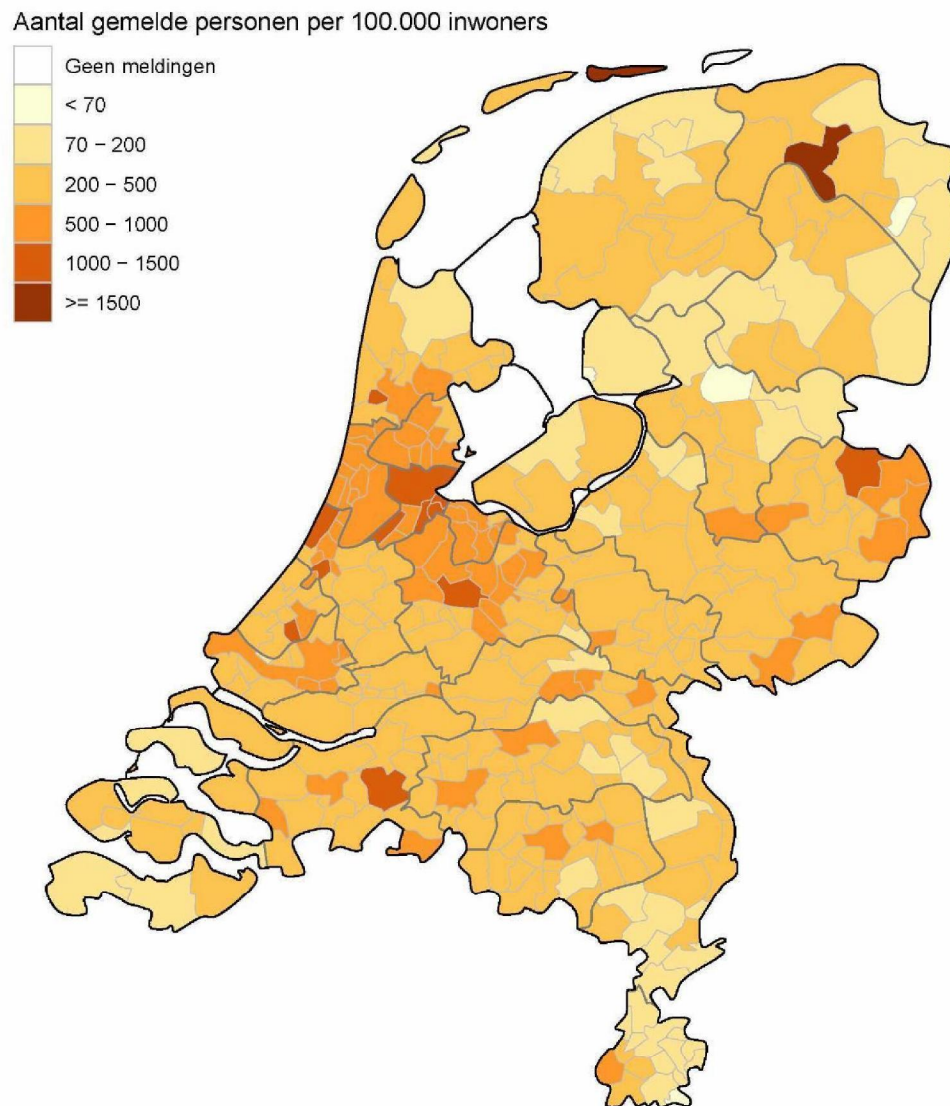 Aantal gemelde personen per 100.000 inwoners
Geen meldingen
< 70
70 – 200
200 – 500
500 – 1000
1000 – 1500
>= 1500